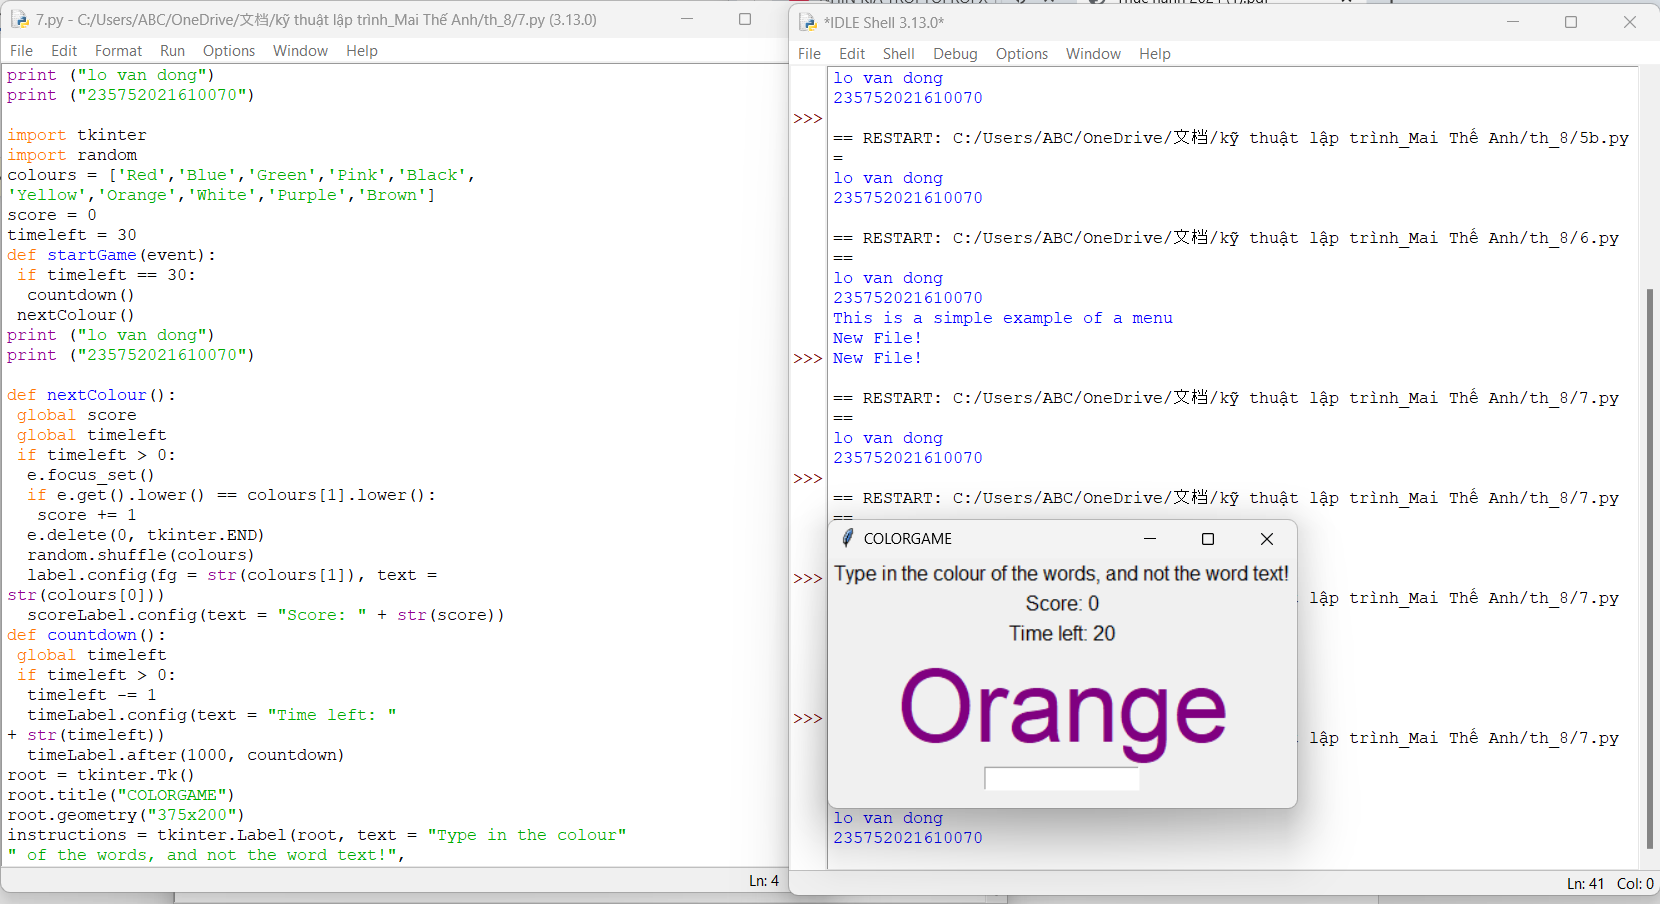 7.py - C:/Users/ABC/OneDrive/文档/kỹ thuật lập trình_Mai Thế Anh/th_8/7.py (3.13.0)
File Edit Format Run Options Window Help
print ("lo van dong")
print ("235752021610070")
import tkinter
import random
colours = ['Red','Blue','Green','Pink','Black',
'Yellow','Orange','White','Purple','Brown']
score = 0
timeleft = 30
def startGame(event):
if timeleft == 30:
countdown()
nextColour()
print ("lo van dong")
print ("235752021610070")
def nextColour():
global score
global timeleft
if timeleft > 0:
e.focus_set()
if e.get().lower() == colours[1].lower():
score += 1
e.delete(0, tkinter.END)
random.shuffle(colours)
label.config(fg = str(colours[1]), text =
str(colours[0]))
scoreLabel.config(text = "Score: " + str(score))
def countdown():
global timeleft
if timeleft > 0:
timeleft -= 1
timeLabel.config(text = "Time left: "
+ str(timeleft))
timeLabel.after(1000, countdown)
root = tkinter.Tk()
root.title("COLORGAME")
root.geometry("375x200")
instructions = tkinter.Label(root, text = "Type in the colour"
" of the words, and not the word text!",
Ln: 4
*IDLE Shell 3.13.0*
File Edit Shell Debug Options Window Help
lo van dong
235752021610070
>>>
== RESTART: C:/Users/ABC/OneDrive/文档/kỹ thuật lập trình_Mai Thế Anh/th_8/5b.py
=
lo van dong
235752021610070
== RESTART: C:/Users/ABC/OneDrive/文档/kỹ thuật lập trình_Mai Thế Anh/th_8/6.py
==
lo van dong
235752021610070
This is a simple example of a menu
New File!
>>> New File!
== RESTART: C:/Users/ABC/OneDrive/文档/kỹ thuật lập trình_Mai Thế Anh/th_8/7.py
==
lo van dong
235752021610070
>>>
== RESTART: C:/Users/ABC/OneDrive/文档/kỹ thuật lập trình_Mai Thế Anh/th_8/7.py
==
>>>
lập trình_Mai Thế Anh/th_8/7.py
>>>
lập trình_Mai Thế Anh/th_8/7.py
COLORGAME
Type in the colour of the words, and not the word text!
Score: 0
Time left: 20
Orange
lo van dong
235752021610070
Ln: 41 Col: 0